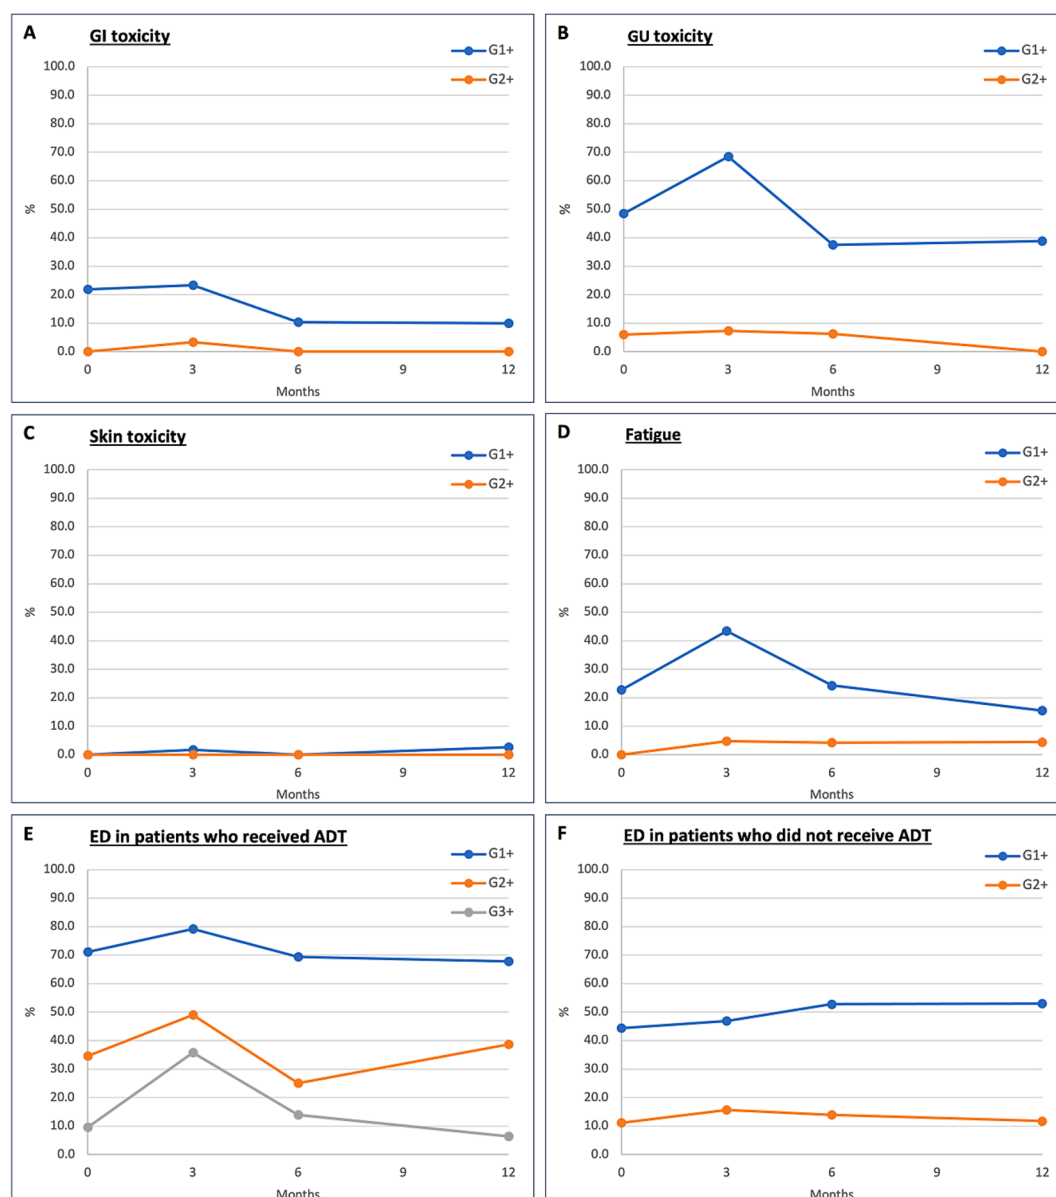 A GI toxicity
G1+
G2+
100.0
90.0
80.0
70.0
60.0
50.0
40.0
30.0
20.0
10.0
0.0
%
0 3 6 9 12
Months
B GU toxicity
G1+
G2+
100.0
90.0
80.0
70.0
60.0
50.0
40.0
30.0
20.0
10.0
0.0
%
0 3 6 9 12
Months
C Skin toxicity
G1+
G2+
100.0
90.0
80.0
70.0
60.0
50.0
40.0
30.0
20.0
10.0
0.0
%
0 3 6 9 12
Months
D Fatigue
G1+
G2+
100.0
90.0
80.0
70.0
60.0
50.0
40.0
30.0
20.0
10.0
0.0
%
0 3 6 9 12
Months
E ED in patients who received ADT
G1+
G2+
G3+
100.0
90.0
80.0
70.0
60.0
50.0
40.0
30.0
20.0
10.0
0.0
%
0 3 6 9 12
Months
F ED in patients who did not receive ADT
G1+
G2+
100.0
90.0
80.0
70.0
60.0
50.0
40.0
30.0
20.0
10.0
0.0
%
0 3 6 9 12
Months